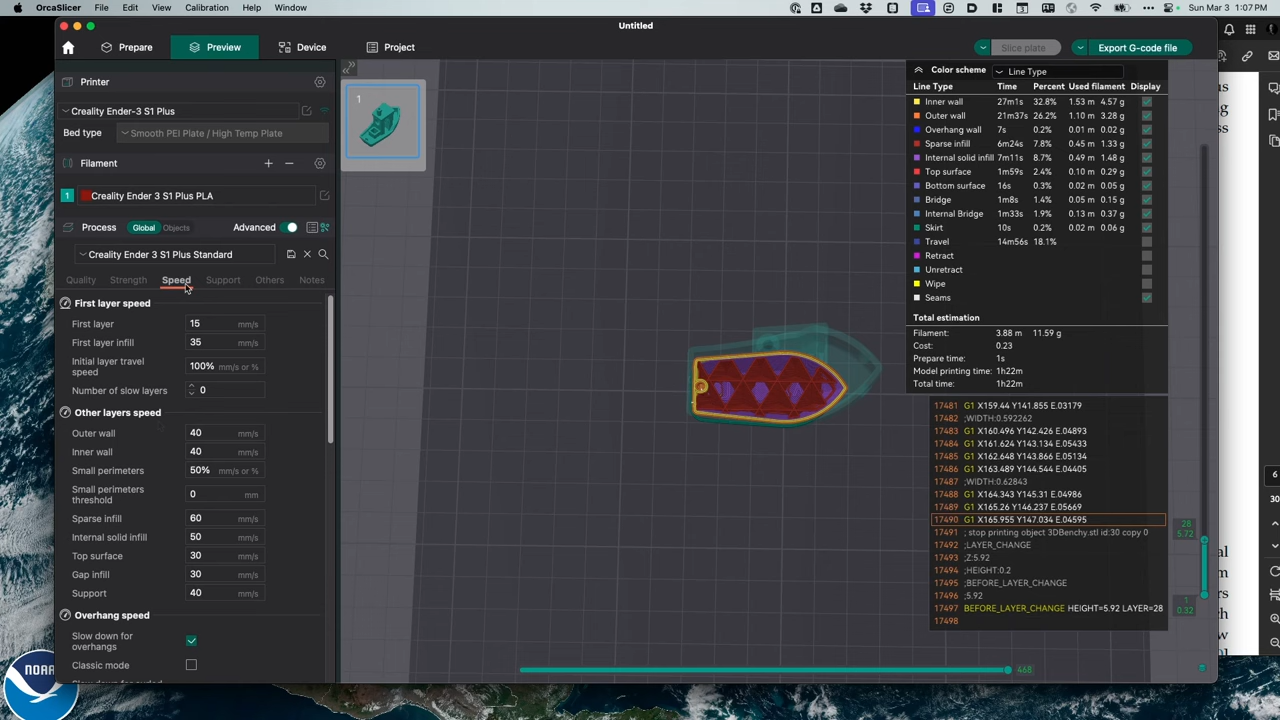 OrcaSlicer File Edit View Calibration Help Window Sun Mar 3 1:07 PM
Untitled
Prepare Preview Device Project Slice plate Export G-code file
Printer
Creality Ender-3 S1 Plus
Bed type Smooth PEI Plate / High Temp Plate
Filament
1 Creality Ender 3 S1 Plus PLA
Process Global Objects Advanced
Creality Ender 3 S1 Plus Standard
Quality Strength Speed Support Others Notes
First layer speed
First layer 15 mm/s
First layer infill 35 mm/s
Initial layer travel
speed 100% mm/s or %
Number of slow layers 0
Other layers speed
Outer wall 40 mm/s
Inner wall 40 mm/s
Small perimeters 50% mm/s or %
Small perimeters
threshold 0 mm
Sparse infill 60 mm/s
Internal solid infill 50 mm/s
Top surface 30 mm/s
Gap infill 30 mm/s
Support 40 mm/s
Overhang speed
Slow down for
overhangs
Classic mode
1
Color scheme Line Type
Line Type Time Percent Used filament Display
Inner wall 27m1s 32.8% 1.53 m 4.57 g
Outer wall 21m37s 26.2% 1.10 m 3.28 g
Overhang wall 7s 0.2% 0.01 m 0.02 g
Sparse infill 6m24s 7.8% 0.45 m 1.33 g
Internal solid infill 7m11s 8.7% 0.49 m 1.48 g
Top surface 1m59s 2.4% 0.10 m 0.29 g
Bottom surface 16s 0.3% 0.02 m 0.05 g
Bridge 1m8s 1.4% 0.05 m 0.15 g
Internal Bridge 1m33s 1.9% 0.13 m 0.37 g
Skirt 10s 0.2% 0.02 m 0.06 g
Travel 14m56s 18.1%
Retract
Unretract
Wipe
Seams
Total estimation
Filament: 3.88 m 11.59 g
Cost: 0.23
Prepare time: 1s
Model printing time: 1h22m
Total time: 1h22m
17481 G1 X159.44 Y141.855 E.03179
17482 ;WIDTH:0.592262
17483 G1 X160.496 Y142.426 E.04893
17484 G1 X161.624 Y143.134 E.05433
17485 G1 X162.648 Y143.866 E.05134
17486 G1 X163.489 Y144.544 E.04405
17487 ;WIDTH:0.62843
17488 G1 X164.343 Y145.31 E.04986
17489 G1 X165.26 Y146.237 E.05669
17490 G1 X165.955 Y147.034 E.04595
17491 ; stop printing object 3DBenchy.stl id:30 copy 0
17492 ;LAYER_CHANGE
17493 ;Z:5.92
17494 ;HEIGHT:0.2
17495 ;BEFORE_LAYER_CHANGE
17496 ;5.92
17497 BEFORE_LAYER_CHANGE HEIGHT=5.92 LAYER=28
17498
28
5.72
1
0.32
468